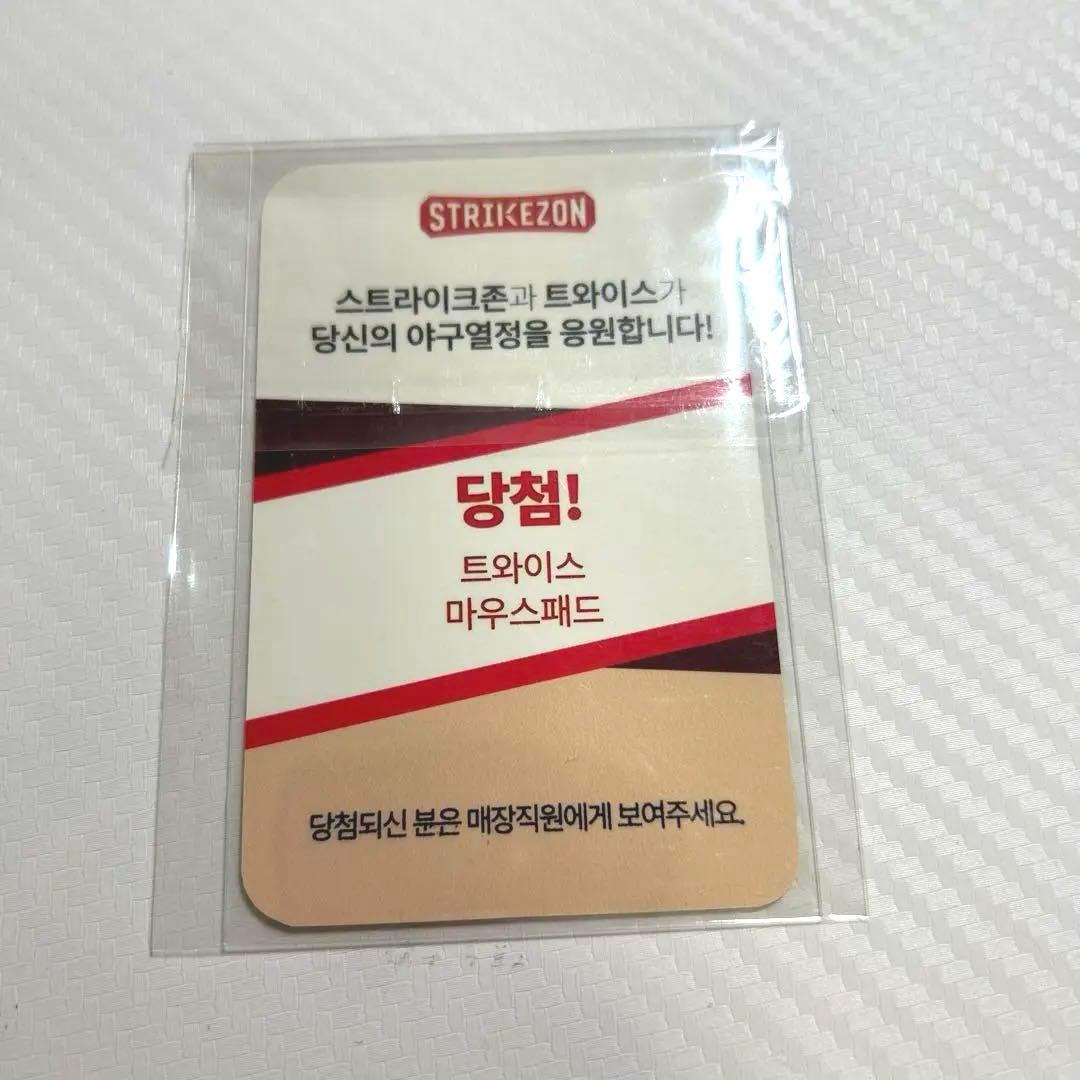 STRIKEZON
스트라이크존과 트와이스가
당신의 야구열정을 응원합니다!
당첨!
트와이스
마우스패드
당첨되신 분은 매장직원에게 보여주세요.